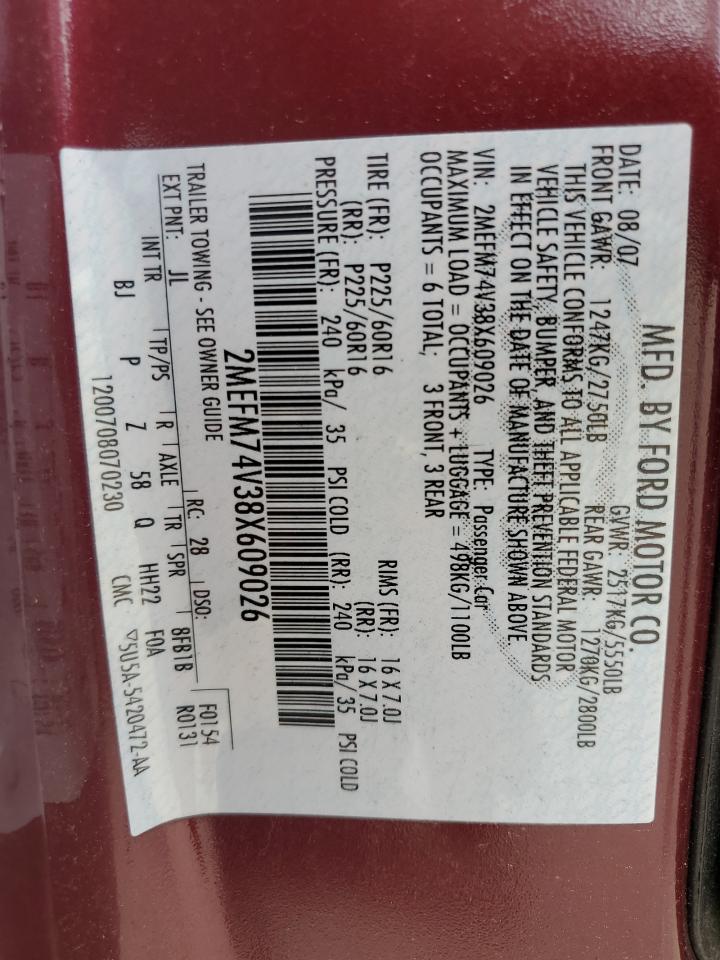 MFD. BY FORD MOTOR CO.
DATE: 08/07 GVWR: 2517KG/5550LB
FRONT GAWR: 1247KG/2750LB REAR GAWR: 1270KG/2800LB
THIS VEHICLE CONFORMS TO ALL APPLICABLE FEDERAL MOTOR
VEHICLE SAFETY, BUMPER, AND THEFT PREVENTION STANDARDS
IN EFFECT ON THE DATE OF MANUFACTURE SHOWN ABOVE.
VIN: 2MEFM74V38X609026 TYPE: Passenger Car
MAXIMUM LOAD = OCCUPANTS + LUGGAGE = 498KG/1100LB
OCCUPANTS = 6 TOTAL; 3 FRONT, 3 REAR
TIRE (FR): P225/60R16 RIMS (FR): 16 X 7.0J
(RR): P225/60R16 (RR): 16 X 7.0J
PRESSURE (FR): 240 kPa/ 35 PSI COLD (RR): 240 kPa/ 35 PSI COLD
2MEFM74V38X609026
TRAILER TOWING - SEE OWNER GUIDE
EXT PNT: JL RC: 28 DSO: F0154
INT TR TP/PS R AXLE TR SPR 8FB1B R0131
BJ P Z 58 Q HH22 F0A
1200708070230 CMC ▽5U5A-5420472-AA